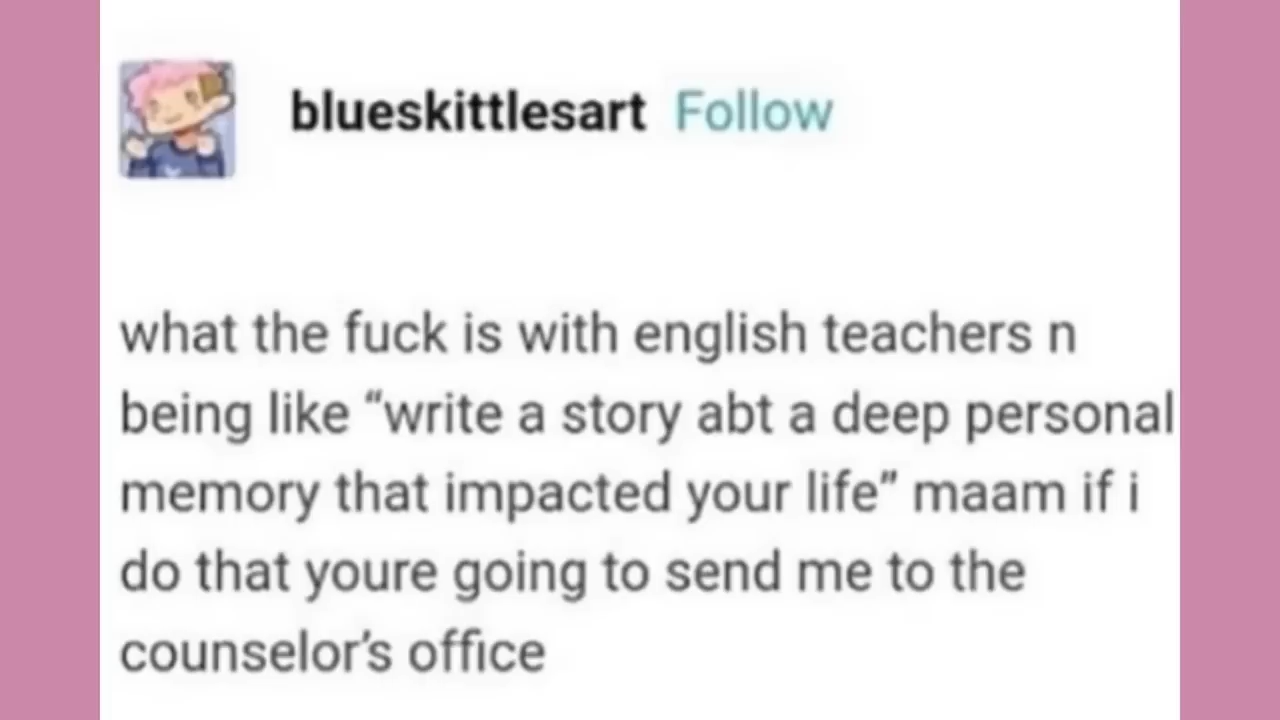 blueskittlesart Follow
what the fuck is with english teachers n
being like “write a story abt a deep personal
memory that impacted your life” maam if i
do that youre going to send me to the
counselor’s office